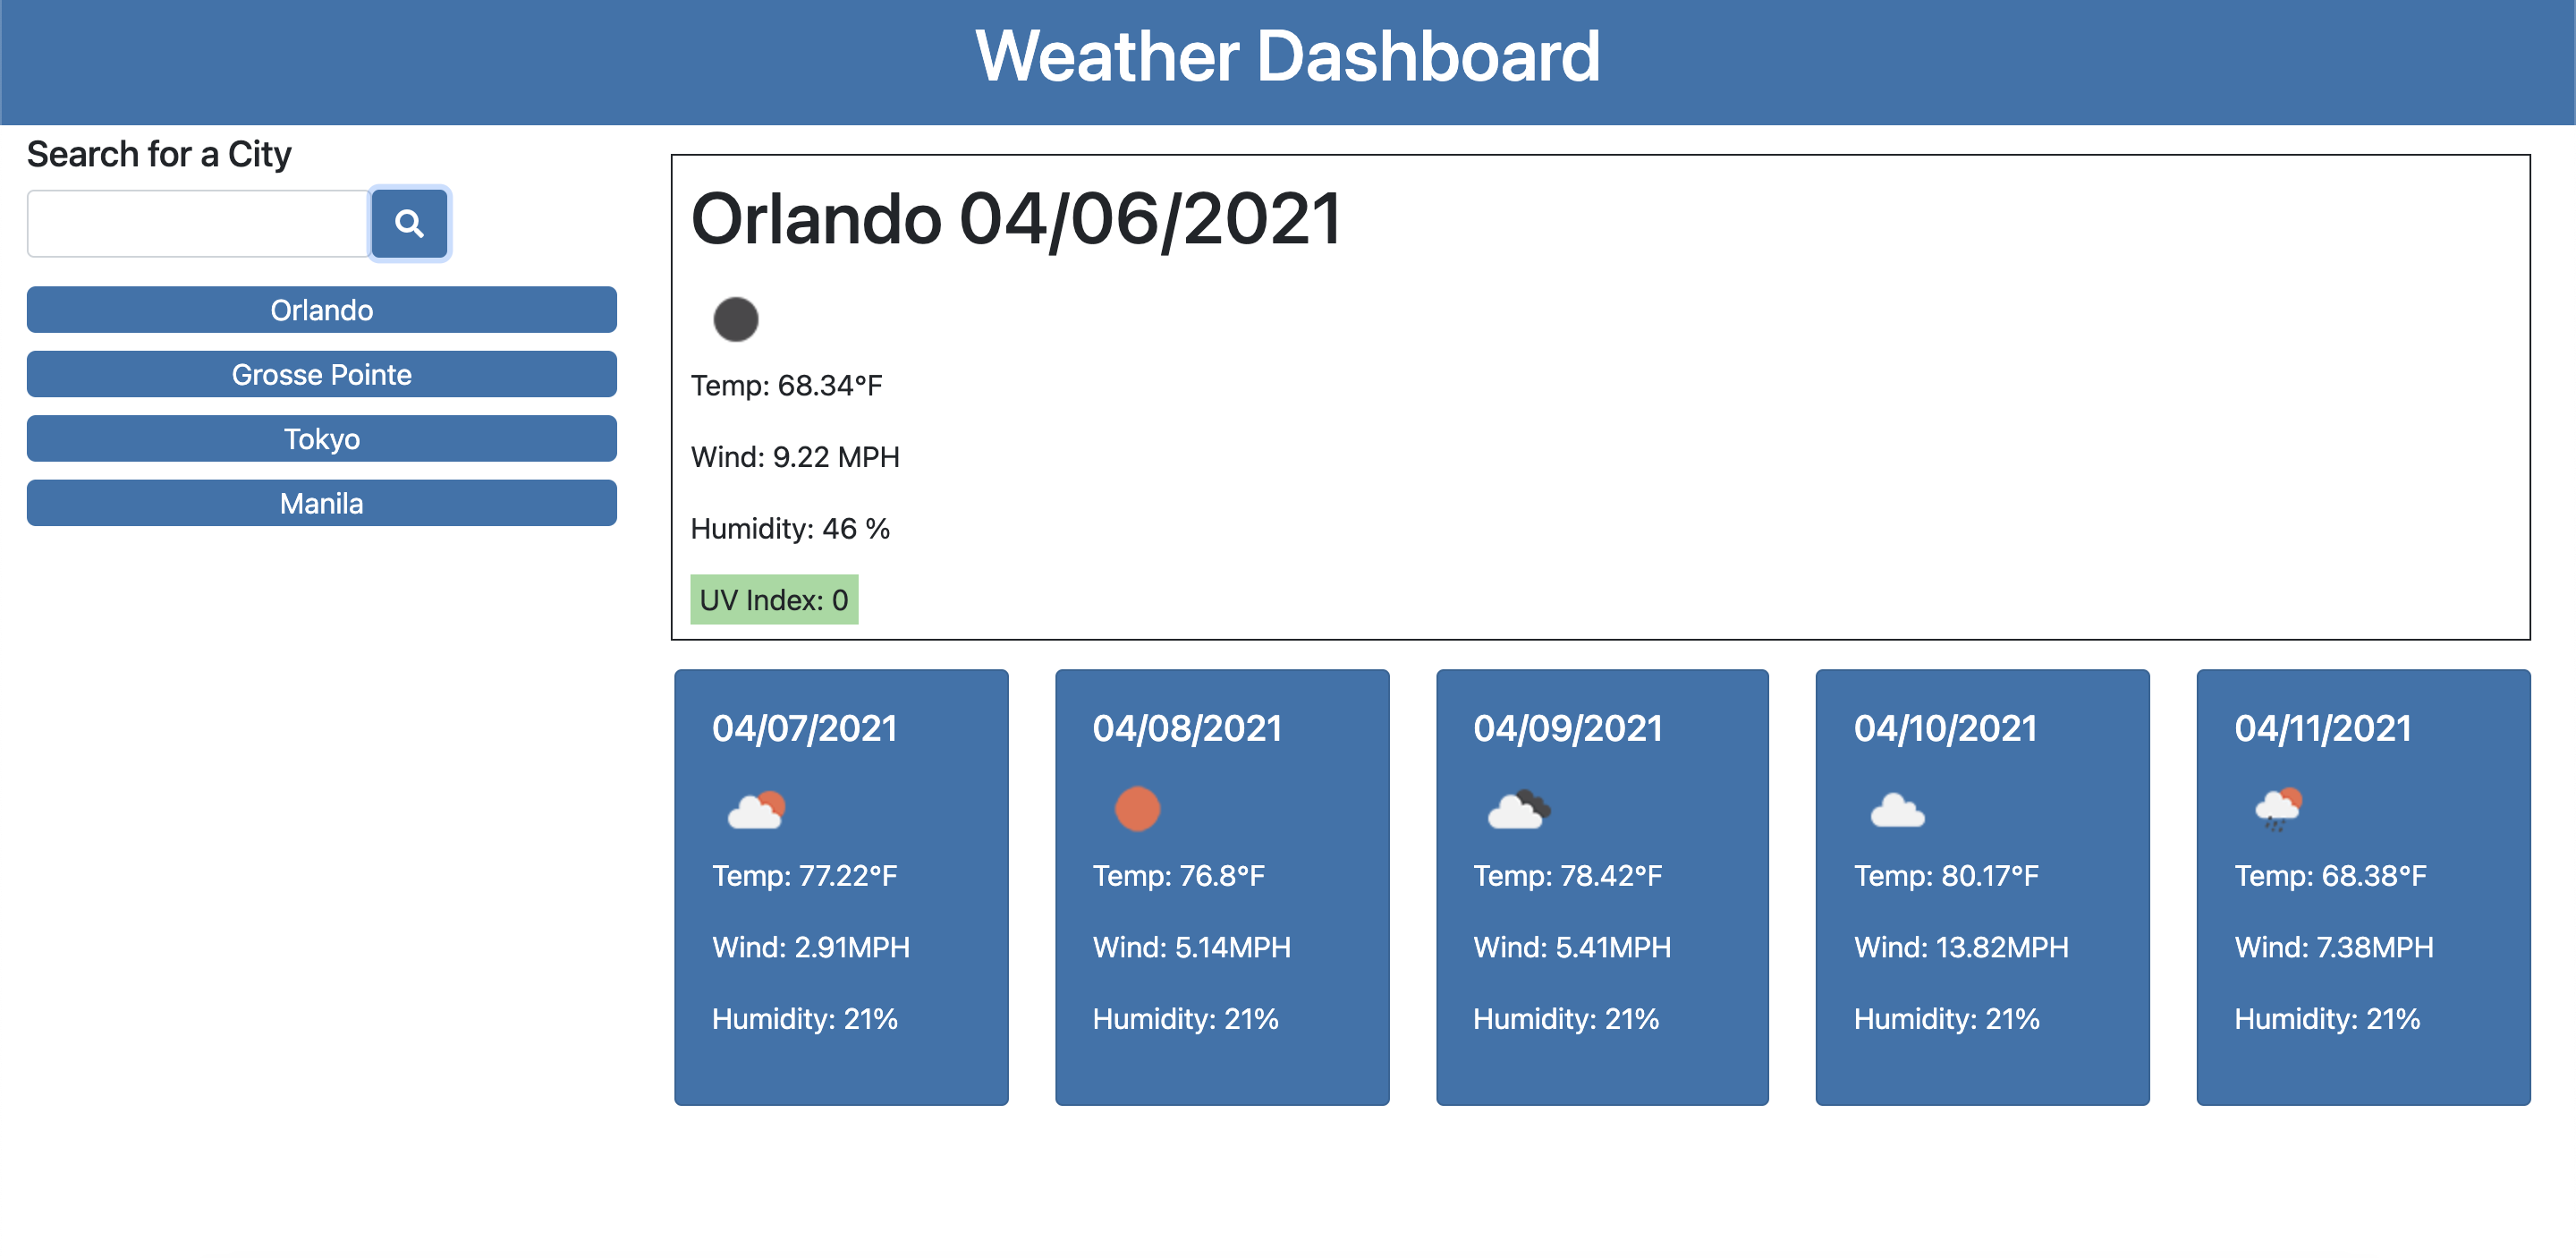 Weather Dashboard
Search for a City
Orlando
Grosse Pointe
Tokyo
Manila
Orlando 04/06/2021
Temp: 68.34°F
Wind: 9.22 MPH
Humidity: 46 %
UV Index: 0
04/07/2021
Temp: 77.22°F
Wind: 2.91MPH
Humidity: 21%
04/08/2021
Temp: 76.8°F
Wind: 5.14MPH
Humidity: 21%
04/09/2021
Temp: 78.42°F
Wind: 5.41MPH
Humidity: 21%
04/10/2021
Temp: 80.17°F
Wind: 13.82MPH
Humidity: 21%
04/11/2021
Temp: 68.38°F
Wind: 7.38MPH
Humidity: 21%